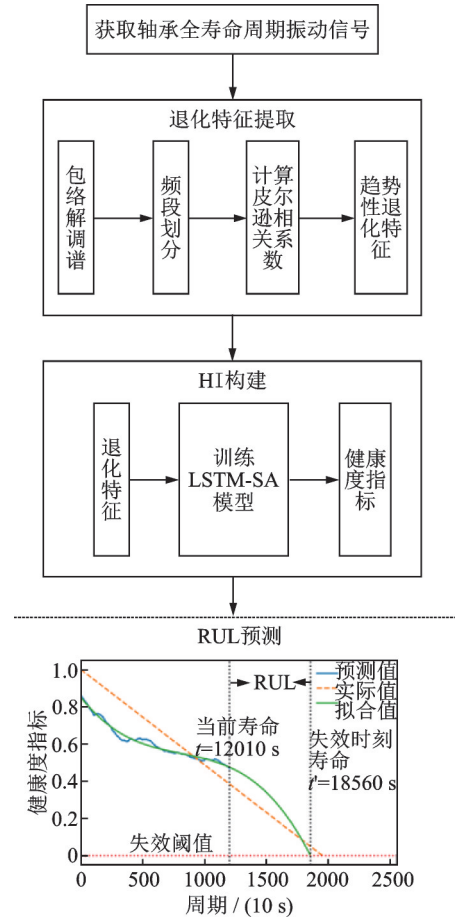 获取轴承全寿命周期振动信号
退化特征提取
包络解调谱
频段划分
计算皮尔逊相关系数
趋势性退化特征
HI构建
退化特征
训练
LSTM-SA
模型
健康度指标
RUL预测
1.0
0.8
0.6
0.4
0.2
0
健康度指标
RUL
预测值
实际值
拟合值
当前寿命
t=12010 s
失效时刻
寿命
t'=18560 s
失效阈值
0
500
1000
1500
2000
2500
周期 / (10 s)